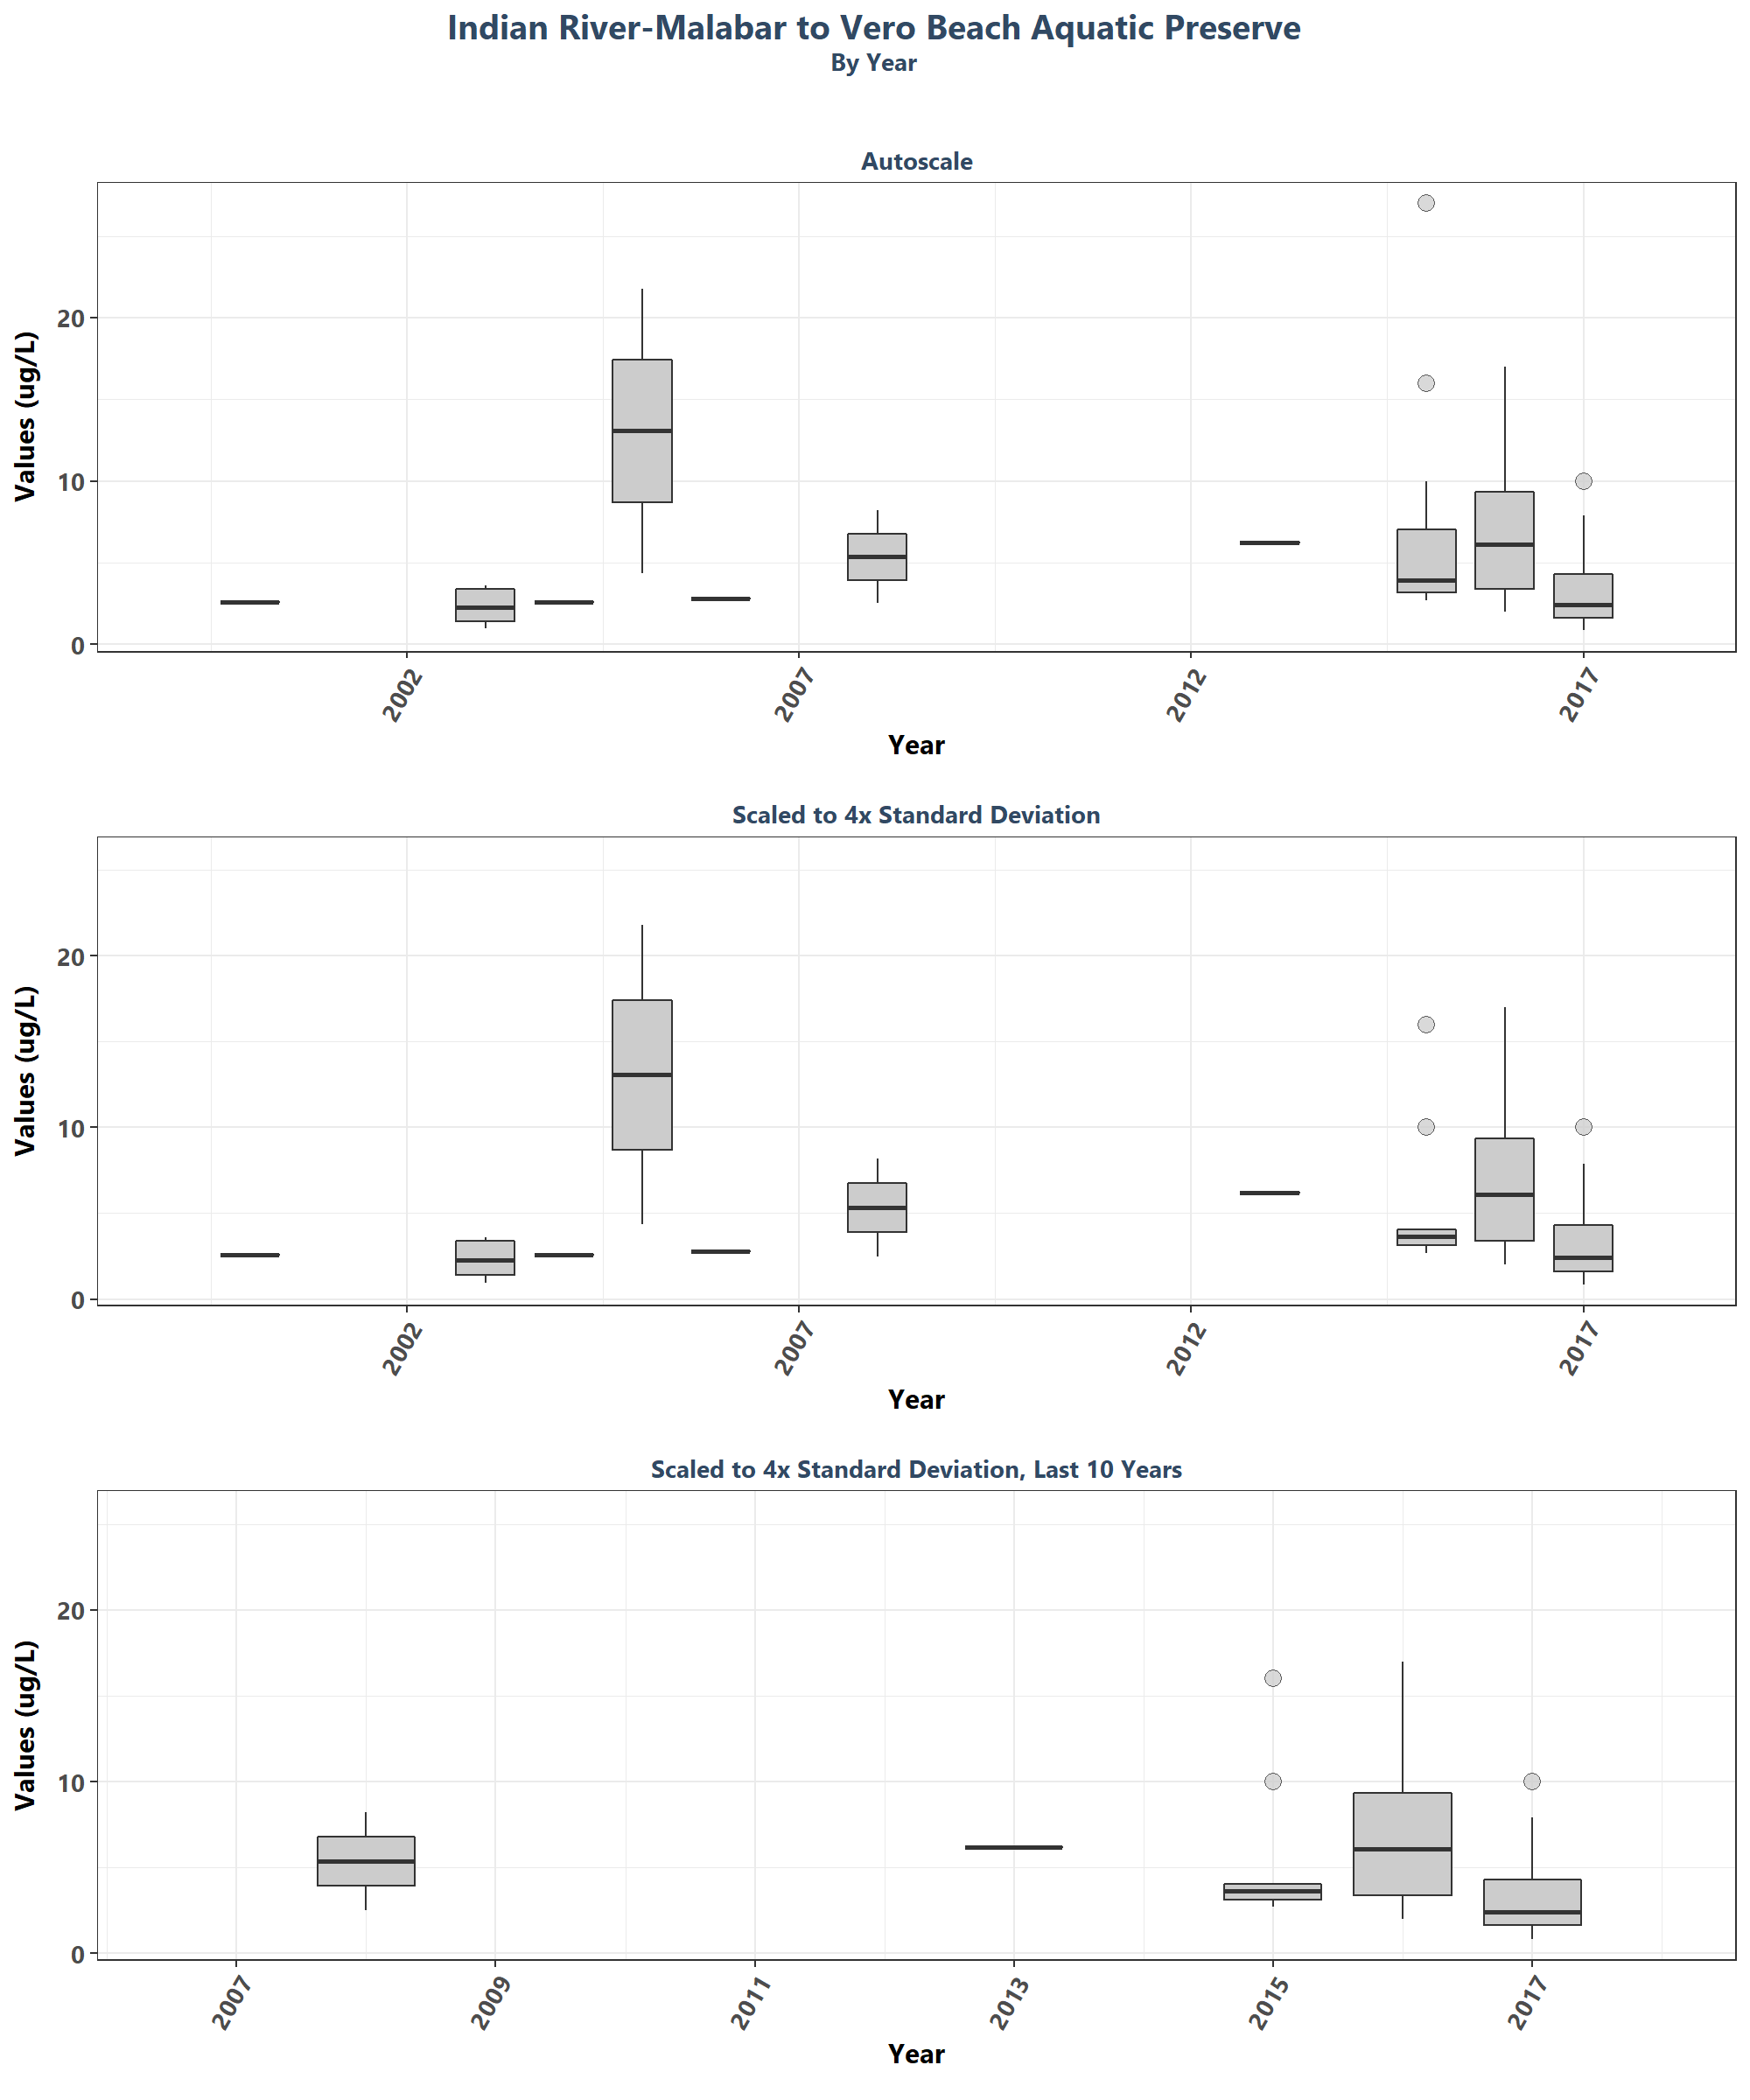 Indian River-Malabar to Vero Beach Aquatic Preserve
By Year
Autoscale
Values (ug/L)
20
10
0
2002
2007
2012
2017
Year
Scaled to 4x Standard Deviation
Values (ug/L)
20
10
0
2002
2007
2012
2017
Year
Scaled to 4x Standard Deviation, Last 10 Years
Values (ug/L)
20
10
0
2007
2009
2011
2013
2015
2017
Year